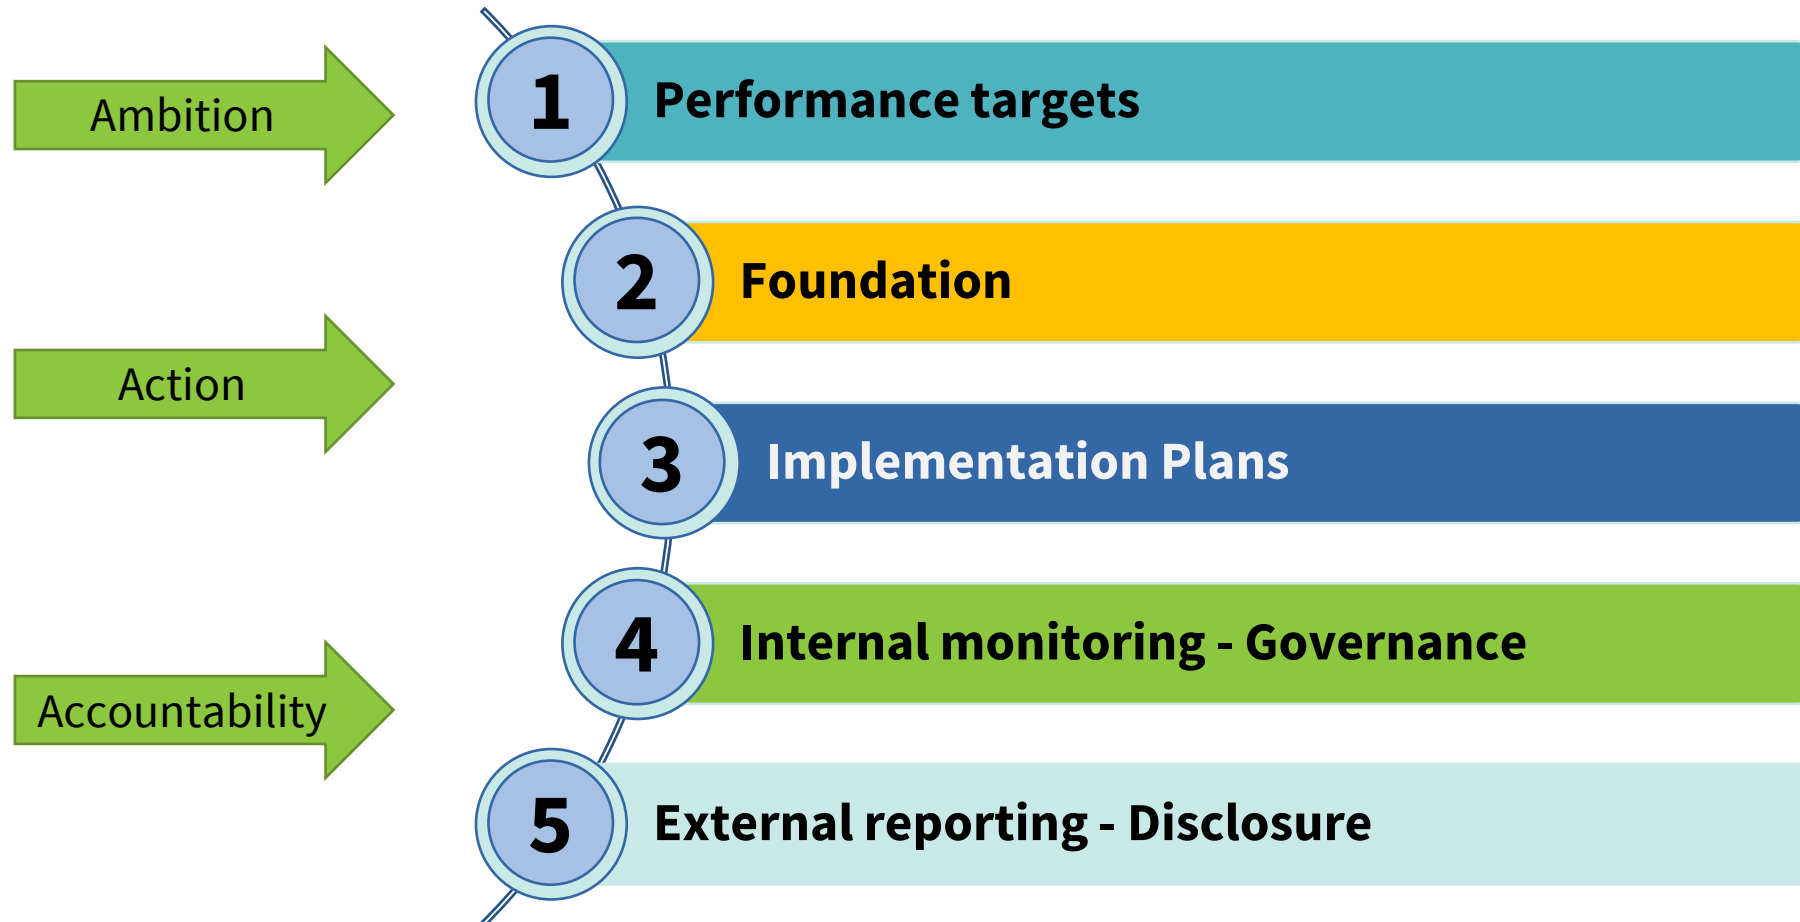 Ambition
1
Performance targets
2
Foundation
Action
3
Implementation Plans
4
Internal monitoring - Governance
Accountability
5
External reporting - Disclosure